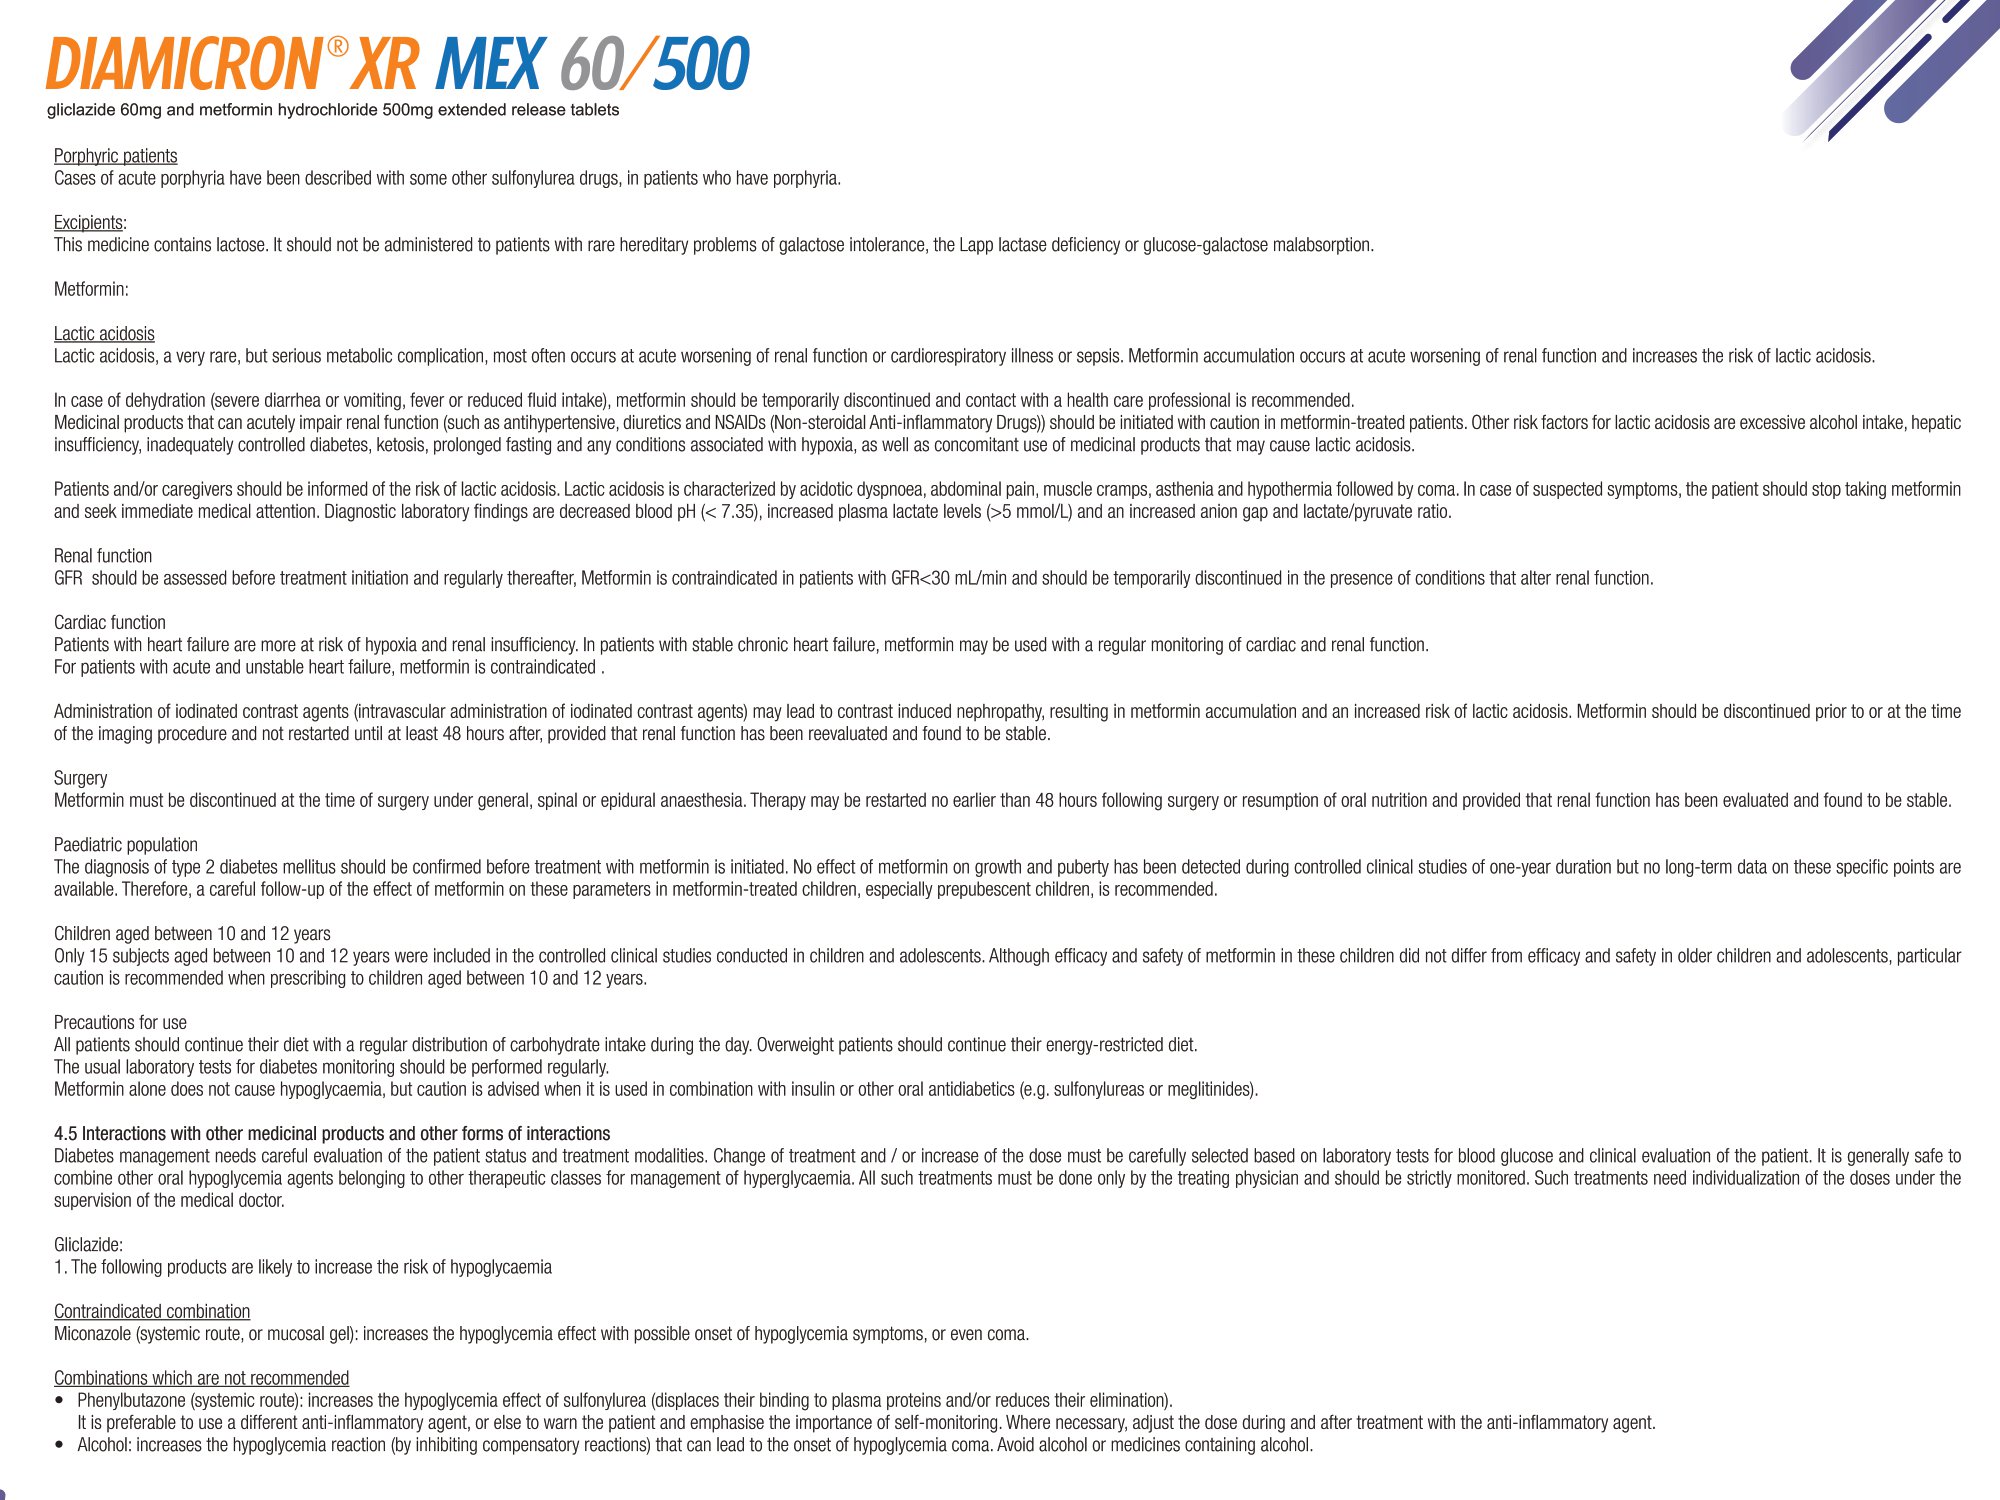 DIAMICRON® XR MEX 60/500
gliclazide 60mg and metformin hydrochloride 500mg extended release tablets
Porphyric patients
Cases of acute porphyria have been described with some other sulfonylurea drugs, in patients who have porphyria.
Excipients:
This medicine contains lactose. It should not be administered to patients with rare hereditary problems of galactose intolerance, the Lapp lactase deficiency or glucose-galactose malabsorption.
Metformin:
Lactic acidosis
Lactic acidosis, a very rare, but serious metabolic complication, most often occurs at acute worsening of renal function or cardiorespiratory illness or sepsis. Metformin accumulation occurs at acute worsening of renal function and increases the risk of lactic acidosis.
In case of dehydration (severe diarrhea or vomiting, fever or reduced fluid intake), metformin should be temporarily discontinued and contact with a health care professional is recommended.
Medicinal products that can acutely impair renal function (such as antihypertensive, diuretics and NSAIDs (Non-steroidal Anti-inflammatory Drugs)) should be initiated with caution in metformin-treated patients. Other risk factors for lactic acidosis are excessive alcohol intake, hepatic
insufficiency, inadequately controlled diabetes, ketosis, prolonged fasting and any conditions associated with hypoxia, as well as concomitant use of medicinal products that may cause lactic acidosis.
Patients and/or caregivers should be informed of the risk of lactic acidosis. Lactic acidosis is characterized by acidotic dyspnoea, abdominal pain, muscle cramps, asthenia and hypothermia followed by coma. In case of suspected symptoms, the patient should stop taking metformin
and seek immediate medical attention. Diagnostic laboratory findings are decreased blood pH (< 7.35), increased plasma lactate levels (>5 mmol/L) and an increased anion gap and lactate/pyruvate ratio.
Renal function
GFR  should be assessed before treatment initiation and regularly thereafter, Metformin is contraindicated in patients with GFR<30 mL/min and should be temporarily discontinued in the presence of conditions that alter renal function.
Cardiac function
Patients with heart failure are more at risk of hypoxia and renal insufficiency. In patients with stable chronic heart failure, metformin may be used with a regular monitoring of cardiac and renal function.
For patients with acute and unstable heart failure, metformin is contraindicated .
Administration of iodinated contrast agents (intravascular administration of iodinated contrast agents) may lead to contrast induced nephropathy, resulting in metformin accumulation and an increased risk of lactic acidosis. Metformin should be discontinued prior to or at the time
of the imaging procedure and not restarted until at least 48 hours after, provided that renal function has been reevaluated and found to be stable.
Surgery
Metformin must be discontinued at the time of surgery under general, spinal or epidural anaesthesia. Therapy may be restarted no earlier than 48 hours following surgery or resumption of oral nutrition and provided that renal function has been evaluated and found to be stable.
Paediatric population
The diagnosis of type 2 diabetes mellitus should be confirmed before treatment with metformin is initiated. No effect of metformin on growth and puberty has been detected during controlled clinical studies of one-year duration but no long-term data on these specific points are
available. Therefore, a careful follow-up of the effect of metformin on these parameters in metformin-treated children, especially prepubescent children, is recommended.
Children aged between 10 and 12 years
Only 15 subjects aged between 10 and 12 years were included in the controlled clinical studies conducted in children and adolescents. Although efficacy and safety of metformin in these children did not differ from efficacy and safety in older children and adolescents, particular
caution is recommended when prescribing to children aged between 10 and 12 years.
Precautions for use
All patients should continue their diet with a regular distribution of carbohydrate intake during the day. Overweight patients should continue their energy-restricted diet.
The usual laboratory tests for diabetes monitoring should be performed regularly.
Metformin alone does not cause hypoglycaemia, but caution is advised when it is used in combination with insulin or other oral antidiabetics (e.g. sulfonylureas or meglitinides).
4.5 Interactions with other medicinal products and other forms of interactions
Diabetes management needs careful evaluation of the patient status and treatment modalities. Change of treatment and / or increase of the dose must be carefully selected based on laboratory tests for blood glucose and clinical evaluation of the patient. It is generally safe to
combine other oral hypoglycemia agents belonging to other therapeutic classes for management of hyperglycaemia. All such treatments must be done only by the treating physician and should be strictly monitored. Such treatments need individualization of the doses under the
supervision of the medical doctor.
Gliclazide:
1. The following products are likely to increase the risk of hypoglycaemia
Contraindicated combination
Miconazole (systemic route, or mucosal gel): increases the hypoglycemia effect with possible onset of hypoglycemia symptoms, or even coma.
Combinations which are not recommended
• Phenylbutazone (systemic route): increases the hypoglycemia effect of sulfonylurea (displaces their binding to plasma proteins and/or reduces their elimination).
It is preferable to use a different anti-inflammatory agent, or else to warn the patient and emphasise the importance of self-monitoring. Where necessary, adjust the dose during and after treatment with the anti-inflammatory agent.
• Alcohol: increases the hypoglycemia reaction (by inhibiting compensatory reactions) that can lead to the onset of hypoglycemia coma. Avoid alcohol or medicines containing alcohol.